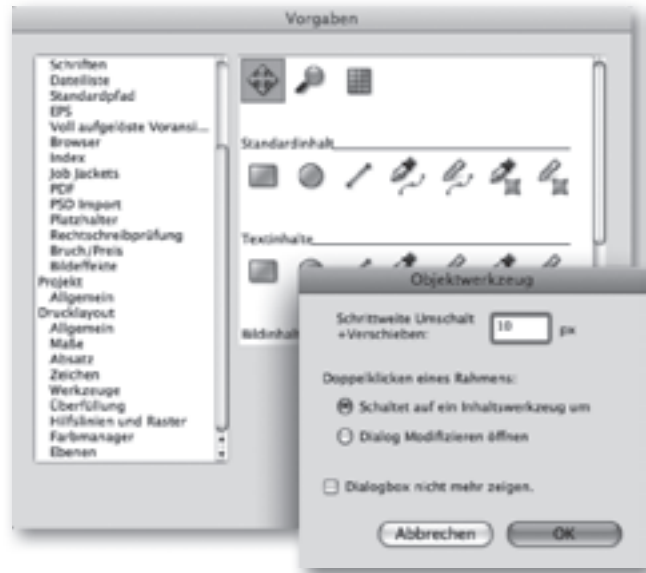 Vorgaben
Schriften
Dateiliste
Standardpfad
EPS
Voll aufgelöste Voransi...
Browser
Index
Job Jackets
PDF
PSD Import
Platzhalter
Rechtschreibprüfung
Bruch/Preis
Bildeffekte
Projekt
Allgemein
Drucklayout
Allgemein
Maße
Absatz
Zeichen
Werkzeuge
Überfüllung
Hilfslinien und Raster
Farbmanager
Ebenen
Standardinhalt
Textinhalte
Bildinhalt
Objektwerkzeug
Schrittweite Umschalt
+Verschieben:
10 px
Doppelklicken eines Rahmens:
Schaltet auf ein Inhaltswerkzeug um
Dialog Modifizieren öffnen
Dialogbox nicht mehr zeigen.
Abbrechen
OK